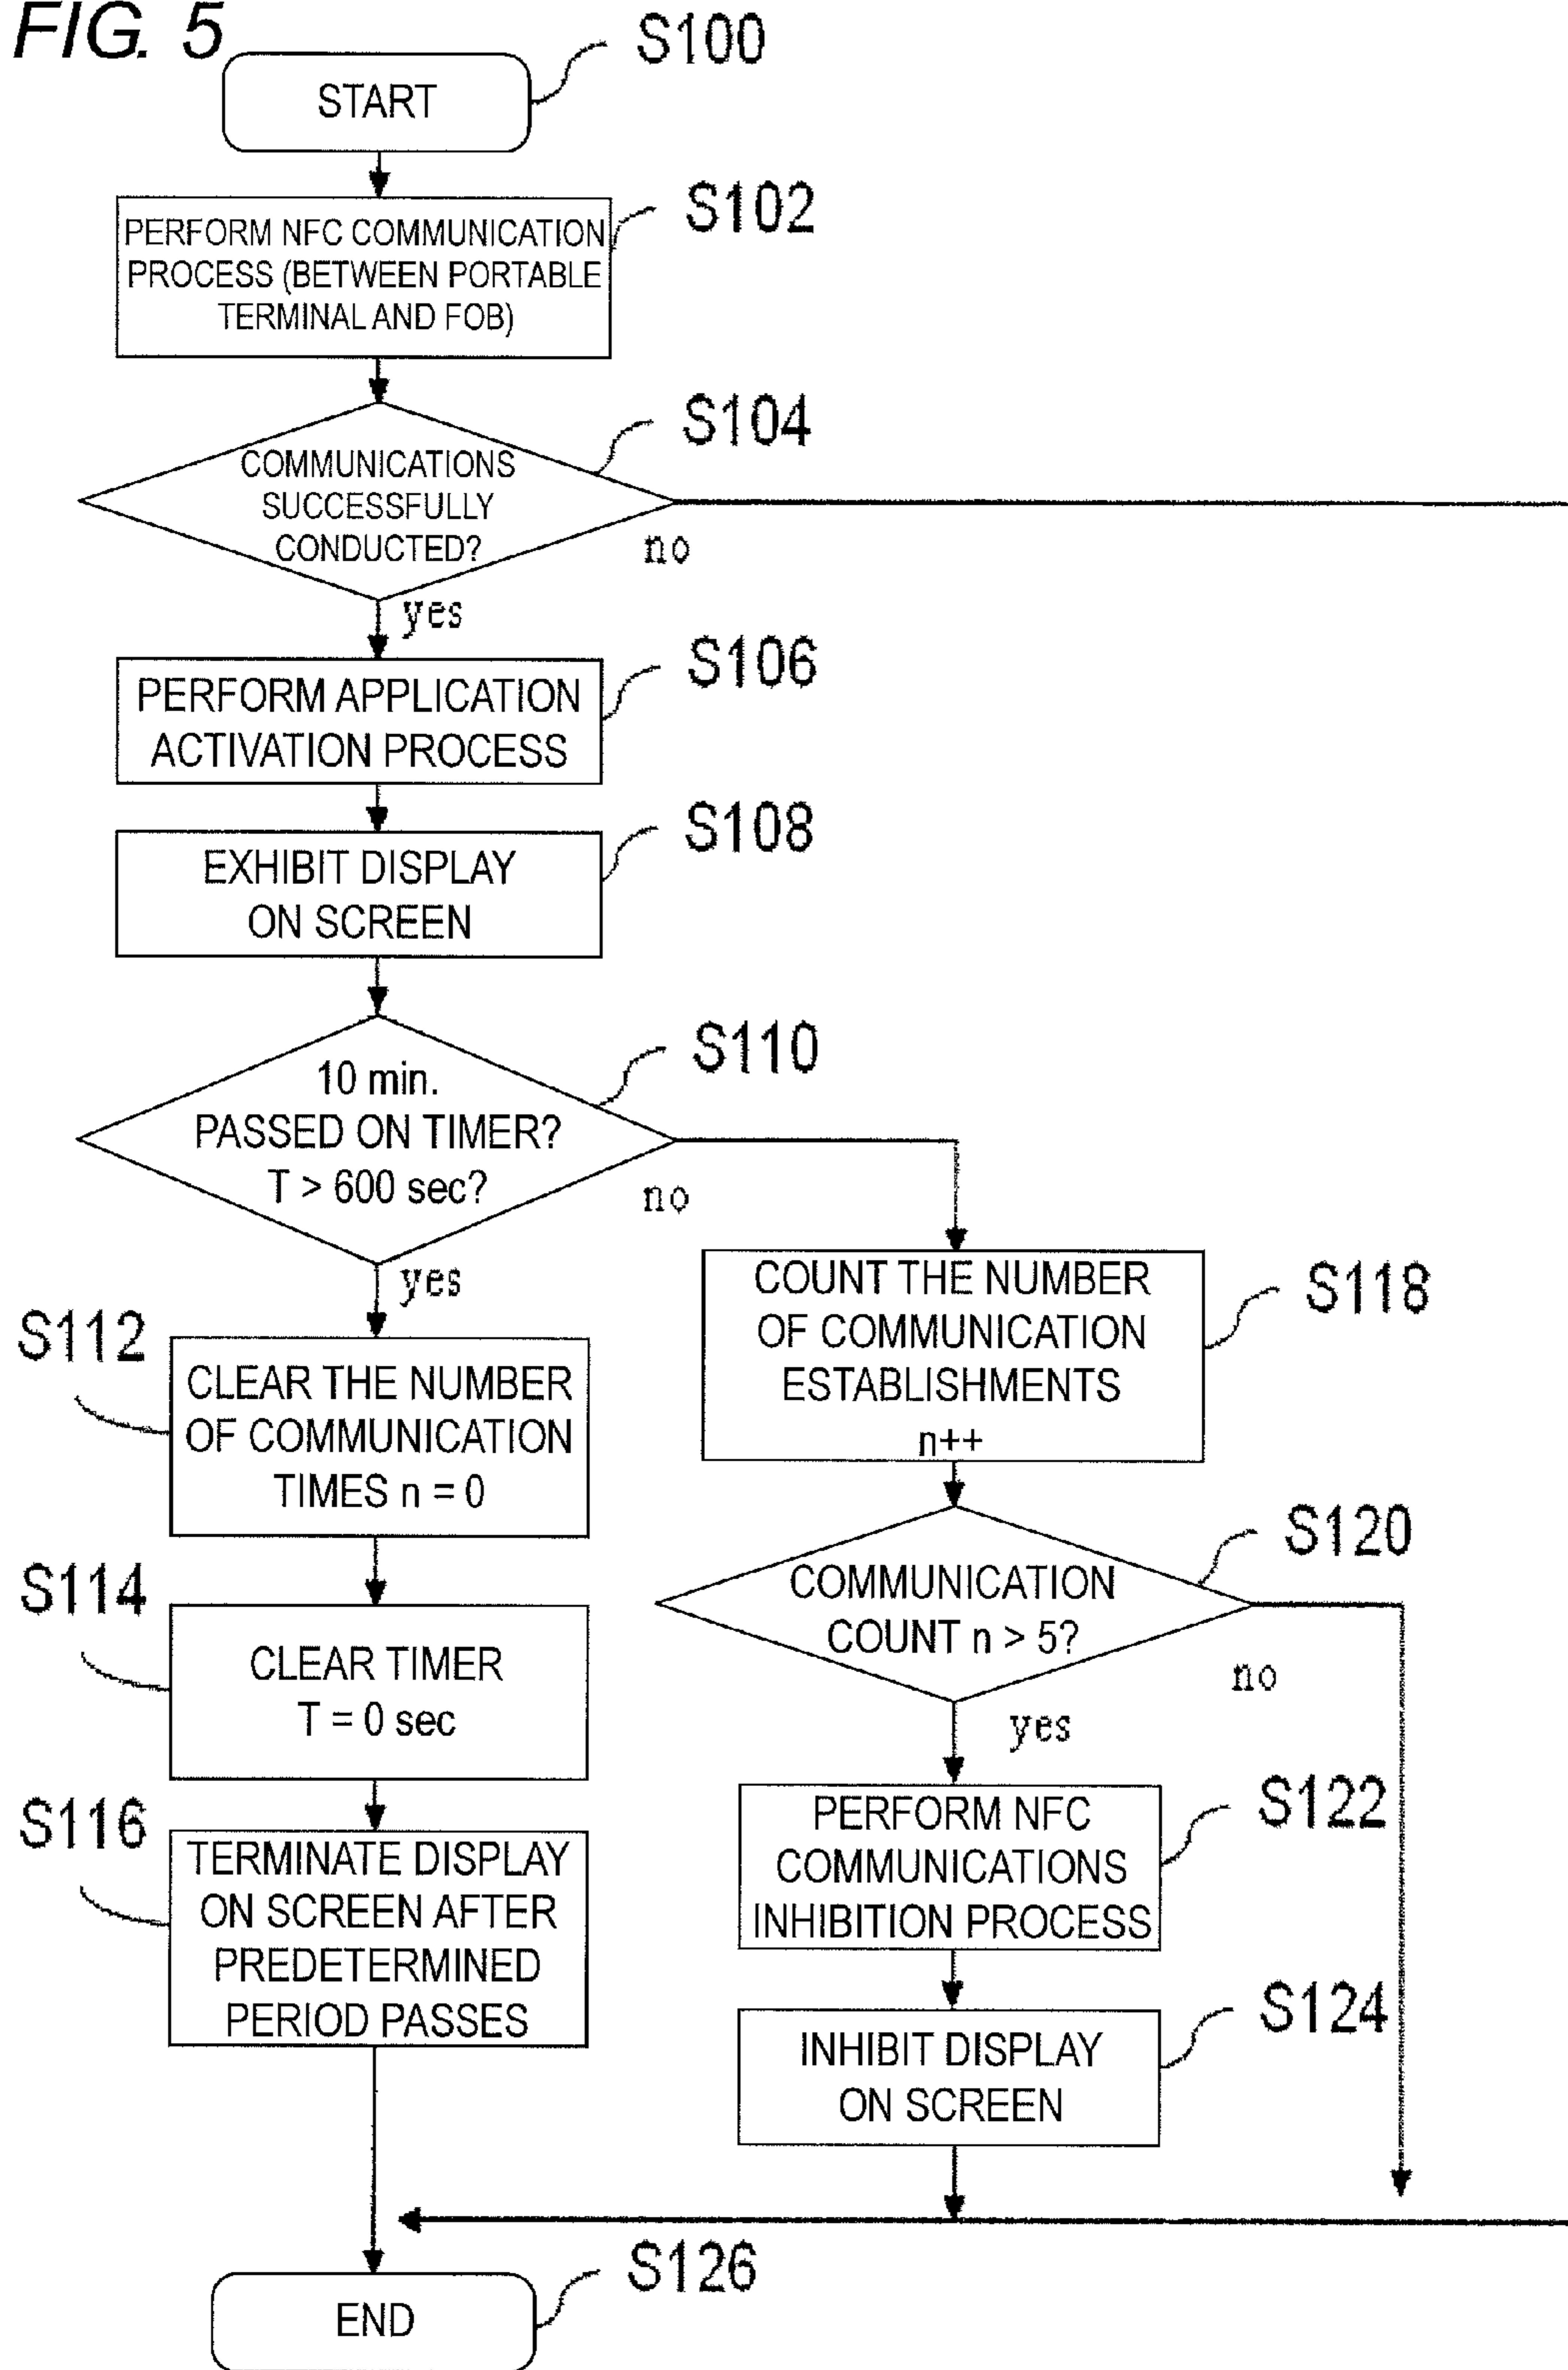 FIG. 5
S100
START
S102
PERFORM NFC COMMUNICATION
PROCESS (BETWEEN PORTABLE
TERMINAL AND FOB)
S104
COMMUNICATIONS
SUCCESSFULLY
CONDUCTED?
no
yes
S106
PERFORM APPLICATION
ACTIVATION PROCESS
S108
EXHIBIT DISPLAY
ON SCREEN
S110
10 min.
PASSED ON TIMER?
T > 600 sec?
no
yes
S112
CLEAR THE NUMBER
OF COMMUNICATION
TIMES n = 0
S114
CLEAR TIMER
T = 0 sec
S116
TERMINATE DISPLAY
ON SCREEN AFTER
PREDETERMINED
PERIOD PASSES
S118
COUNT THE NUMBER
OF COMMUNICATION
ESTABLISHMENTS
n++
S120
COMMUNICATION
COUNT n > 5?
no
yes
S122
PERFORM NFC
COMMUNICATIONS
INHIBITION PROCESS
S124
INHIBIT DISPLAY
ON SCREEN
S126
END